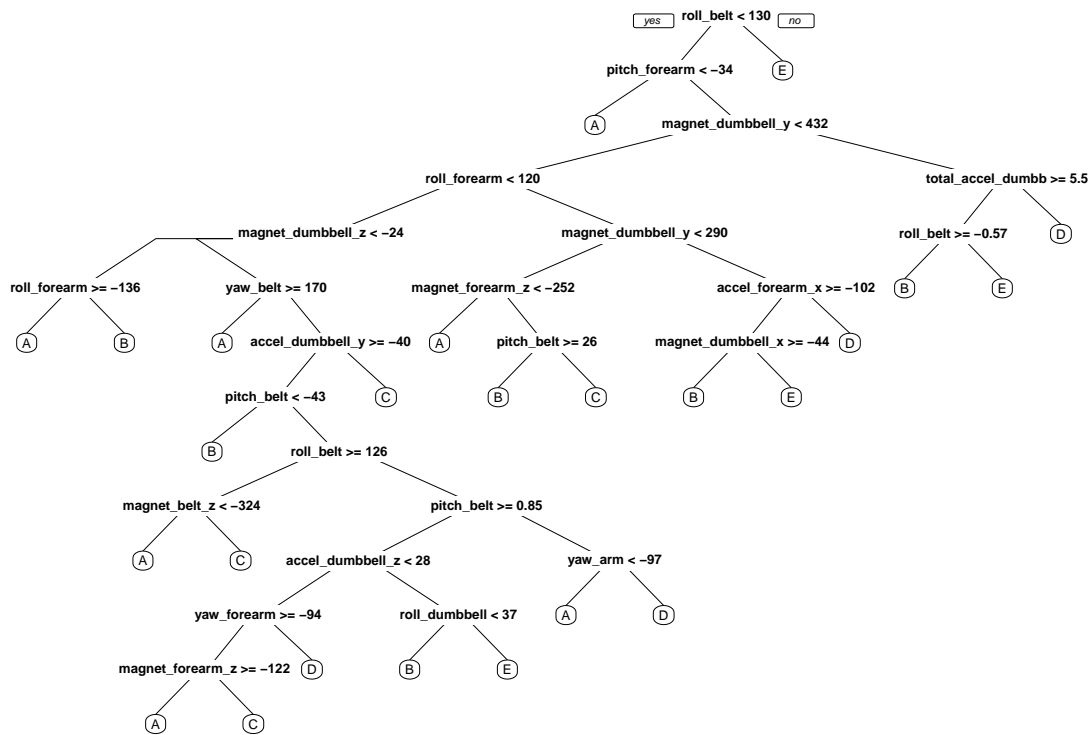 yes roll_belt < 130 no
pitch_forearm < −34 E
A magnet_dumbbell_y < 432
roll_forearm < 120 total_accel_dumbb >= 5.5
magnet_dumbbell_z < −24 magnet_dumbbell_y < 290 roll_belt >= −0.57 D
roll_forearm >= −136 yaw_belt >= 170 magnet_forearm_z < −252 accel_forearm_x >= −102 B E
A B A accel_dumbbell_y >= −40 A pitch_belt >= 26 magnet_dumbbell_x >= −44 D
pitch_belt < −43 C B C B E
B roll_belt >= 126
magnet_belt_z < −324 pitch_belt >= 0.85
A C accel_dumbbell_z < 28 yaw_arm < −97
yaw_forearm >= −94 roll_dumbbell < 37 A D
magnet_forearm_z >= −122 D B E
A C